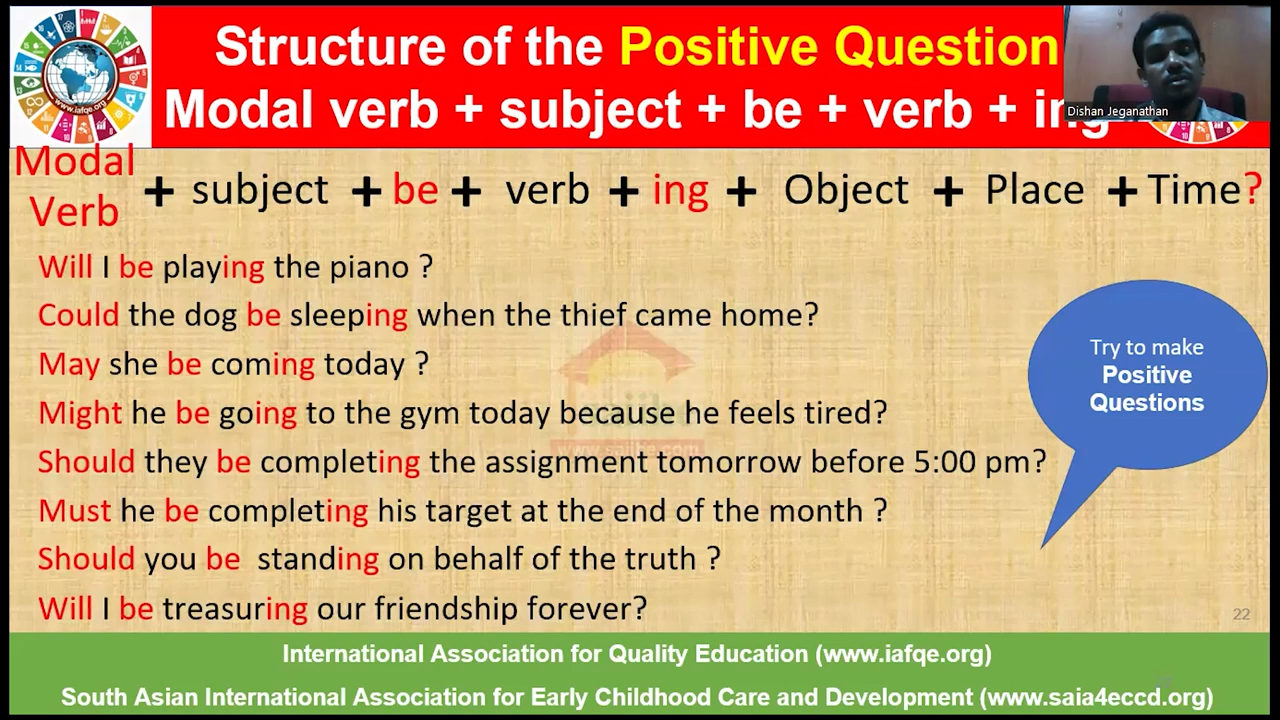 Structure of the Positive Question
Modal verb + subject + be + verb + ing
www.iafqe.org
Dishan Jeganathan
Modal Verb + subject + be + verb + ing + Object + Place + Time?
Will I be playing the piano ?
Could the dog be sleeping when the thief came home?
May she be coming today ?
Might he be going to the gym today because he feels tired?
Should they be completing the assignment tomorrow before 5:00 pm?
Must he be completing his target at the end of the month ?
Should you be standing on behalf of the truth ?
Will I be treasuring our friendship forever?
Try to make
Positive
Questions
22
International Association for Quality Education (www.iafqe.org)
South Asian International Association for Early Childhood Care and Development (www.saia4eccd.org)